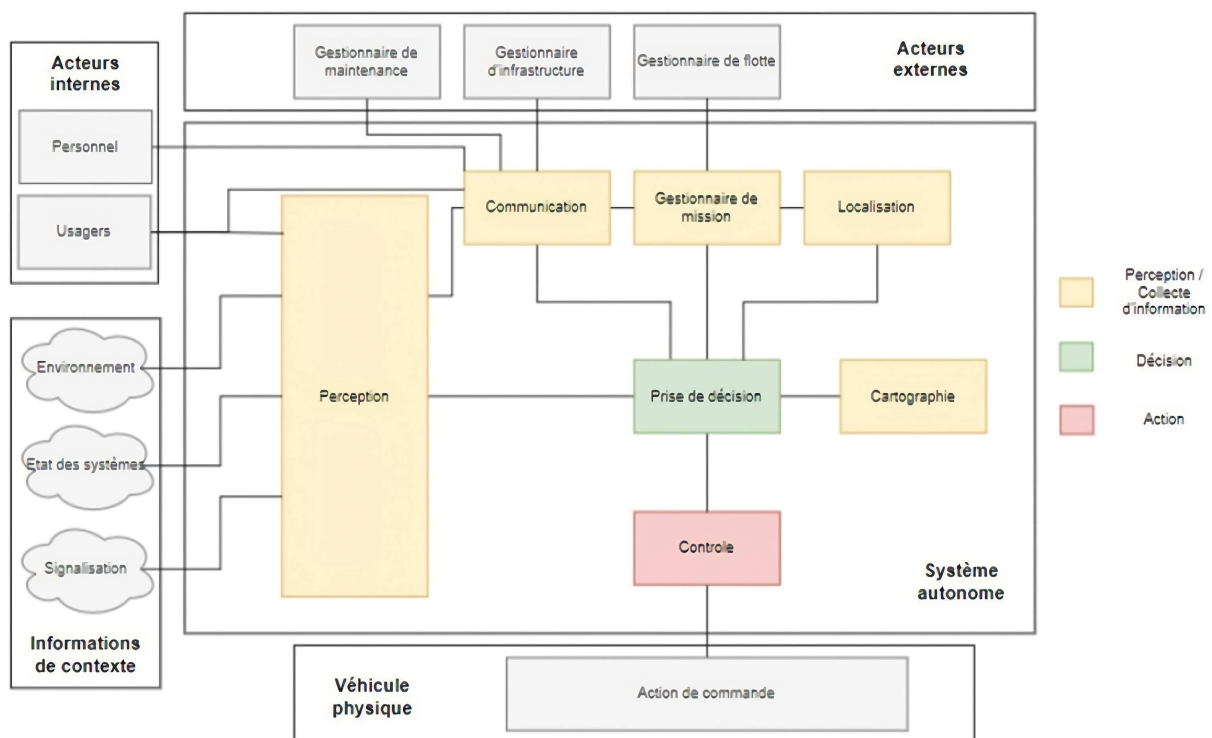 Acteurs
internes
Personnel
Usagers
Gestionnaire de
maintenance
Gestionnaire
d'infrastructure
Gestionnaire de flotte
Acteurs
externes
Communication
Gestionnaire de
mission
Localisation
Perception
Prise de décision
Cartographie
Controle
Système
autonome
Environnement
Etat des systèmes
Signalisation
Informations
de contexte
Véhicule
physique
Action de commande
Perception /
Collecte
d'information
Décision
Action